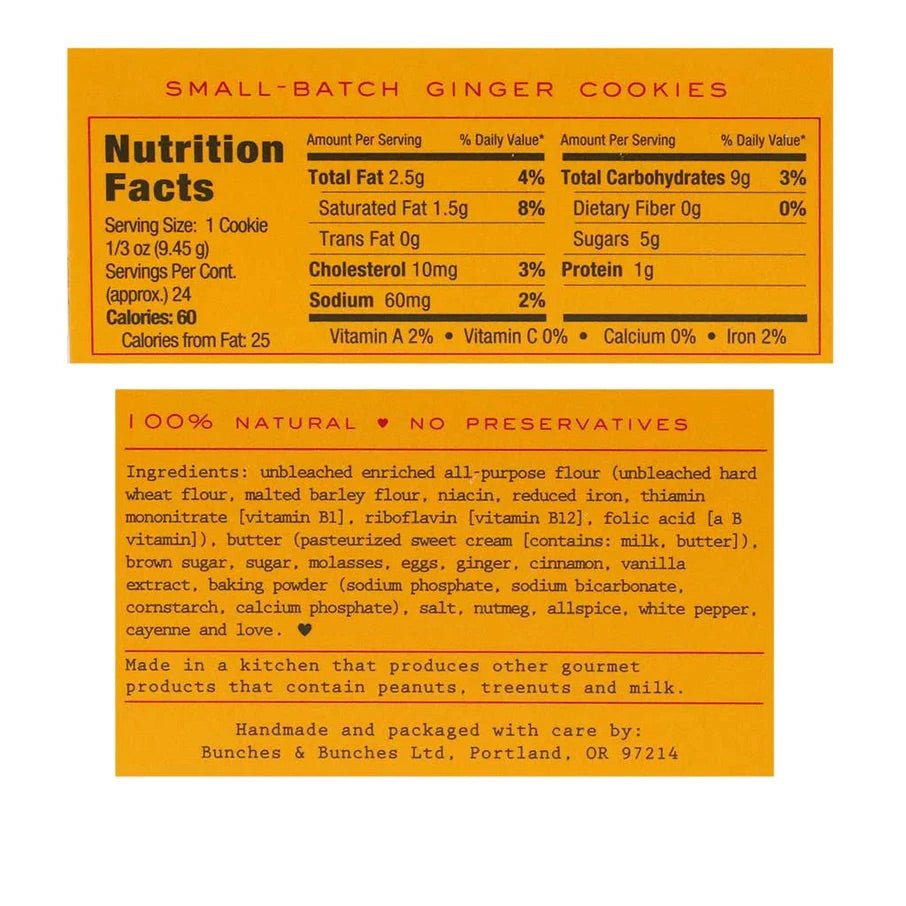 SMALL-BATCH GINGER COOKIES
Nutrition
Facts
Serving Size: 1 Cookie
1/3 oz (9.45 g)
Servings Per Cont.
(approx.) 24
Calories: 60
Calories from Fat: 25
Amount Per Serving % Daily Value*
Total Fat 2.5g 4%
Saturated Fat 1.5g 8%
Trans Fat 0g
Cholesterol 10mg 3%
Sodium 60mg 2%
Amount Per Serving % Daily Value*
Total Carbohydrates 9g 3%
Dietary Fiber 0g 0%
Sugars 5g
Protein 1g
Vitamin A 2% • Vitamin C 0% • Calcium 0% • Iron 2%
100% NATURAL ♥ NO PRESERVATIVES
Ingredients: unbleached enriched all-purpose flour (unbleached hard
wheat flour, malted barley flour, niacin, reduced iron, thiamin
mononitrate [vitamin B1], riboflavin [vitamin B12], folic acid [a B
vitamin]), butter (pasteurized sweet cream [contains: milk, butter]),
brown sugar, sugar, molasses, eggs, ginger, cinnamon, vanilla
extract, baking powder (sodium phosphate, sodium bicarbonate,
cornstarch, calcium phosphate), salt, nutmeg, allspice, white pepper,
cayenne and love. ♥
Made in a kitchen that produces other gourmet
products that contain peanuts, treenuts and milk.
Handmade and packaged with care by:
Bunches & Bunches Ltd, Portland, OR 97214